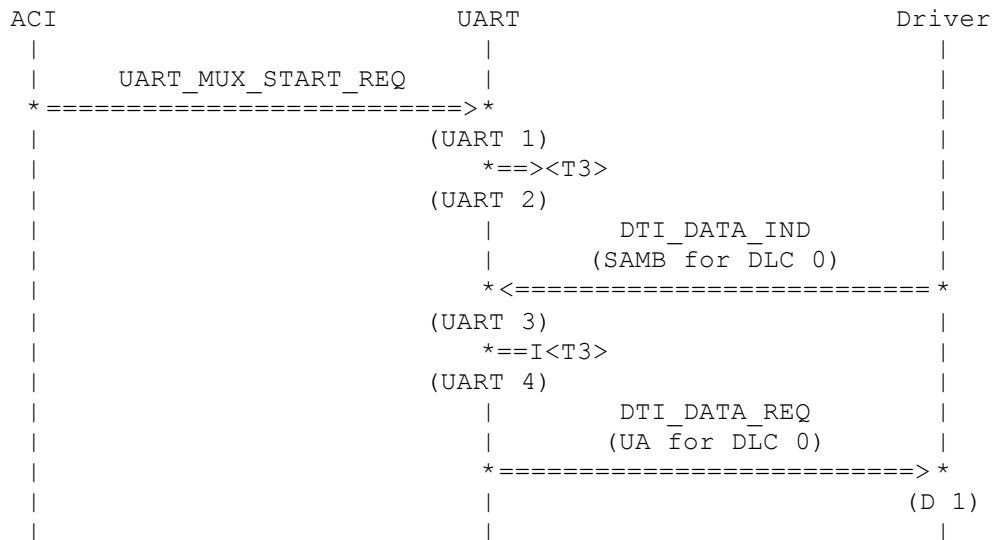 ACI UART Driver
UART_MUX_START_REQ
*==========================>*
(UART 1)
*==><T3>
(UART 2)
DTI_DATA_IND
(SAMB for DLC 0)
*<==========================*
(UART 3)
*==I<T3>
(UART 4)
DTI_DATA_REQ
(UA for DLC 0)
*==========================>*
(D 1)